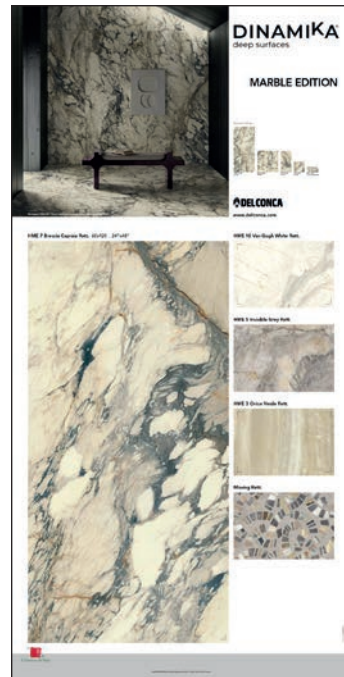 DINAMIKA®
deep surfaces
MARBLE EDITION
DELCONCA
www.delconca.com
HME 7 Breccia Capraia Rett. 60x120 . 24"x48"
HME 10 Van Gogh White Rett.
HME 5 Invisible Grey Rett.
HME 3 Onice Verde Rett.
Mixing Rett.